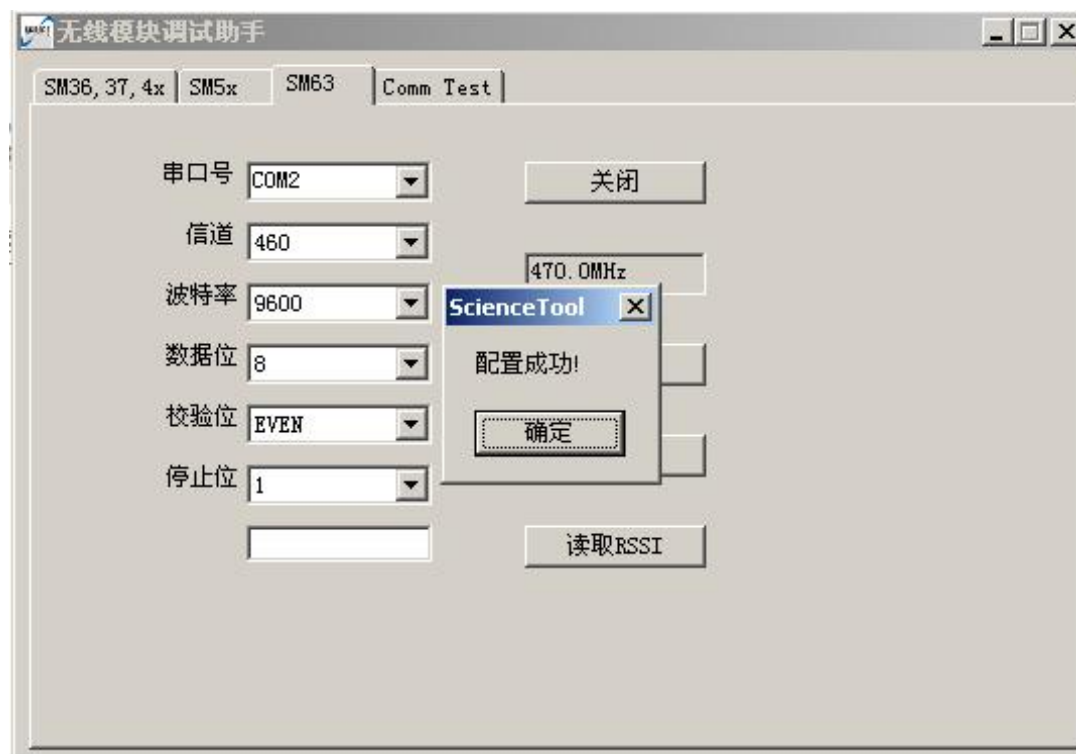 无线模块调试助手
SM36, 37, 4x SM5x SM63 Comm Test
串口号 COM2 关闭
信道 460
470.0MHz
波特率 9600
ScienceTool
数据位 8
配置成功!
校验位 EVEN
确定
停止位 1
读取RSSI